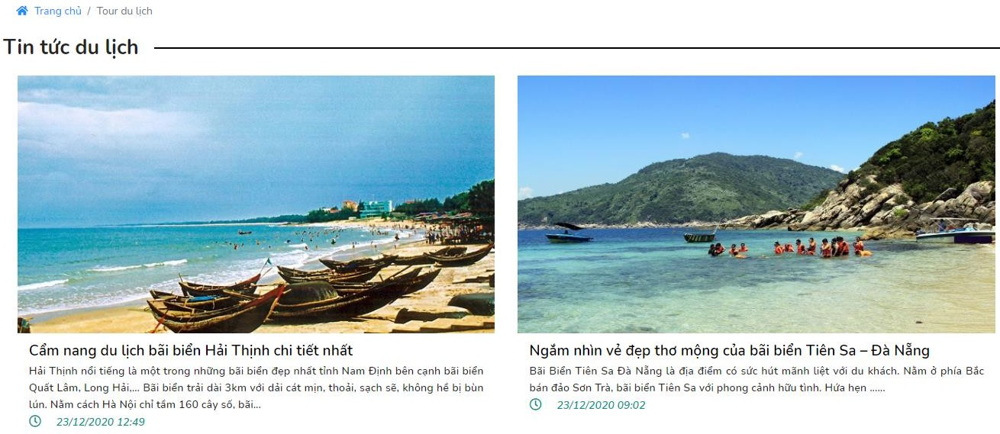 Trang chủ / Tour du lịch
Tin tức du lịch
Cẩm nang du lịch bãi biển Hải Thịnh chi tiết nhất
Hải Thịnh nổi tiếng là một trong những bãi biển đẹp nhất tỉnh Nam Định bên cạnh bãi biển
Quất Lâm, Long Hải,... Bãi biển trải dài 3km với dải cát mịn, thoải, sạch sẽ, không hề bị bùn
lún. Nằm cách Hà Nội chỉ tầm 160 cây số, bãi...
23/12/2020 12:49
Ngắm nhìn vẻ đẹp thơ mộng của bãi biển Tiên Sa – Đà Nẵng
Bãi Biển Tiên Sa Đà Nẵng là địa điểm có sức hút mãnh liệt với du khách. Nằm ở phía Bắc
bán đảo Sơn Trà, bãi biển Tiên Sa với phong cảnh hữu tình. Hứa hẹn ......
23/12/2020 09:02